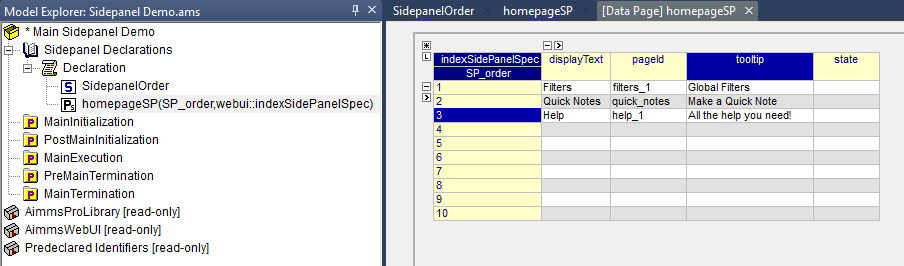 Model Explorer: Sidepanel Demo.ams
* Main Sidepanel Demo
Sidepanel Declarations
Declaration
S SidepanelOrder
Ps homepageSP(SP_order,webui::indexSidePanelSpec)
P MainInitialization
P PostMainInitialization
P MainExecution
P PreMainTermination
P MainTermination
AimmsProLibrary [read-only]
AimmsWebUI [read-only]
Predeclared Identifiers [read-only]
SidepanelOrder homepageSP [Data Page] homepageSP
indexSidePanelSpec displayText pageId tooltip state
SP_order
1 Filters filters_1 Global Filters
2 Quick Notes quick_notes Make a Quick Note
3 Help help_1 All the help you need!
4
5
6
7
8
9
10